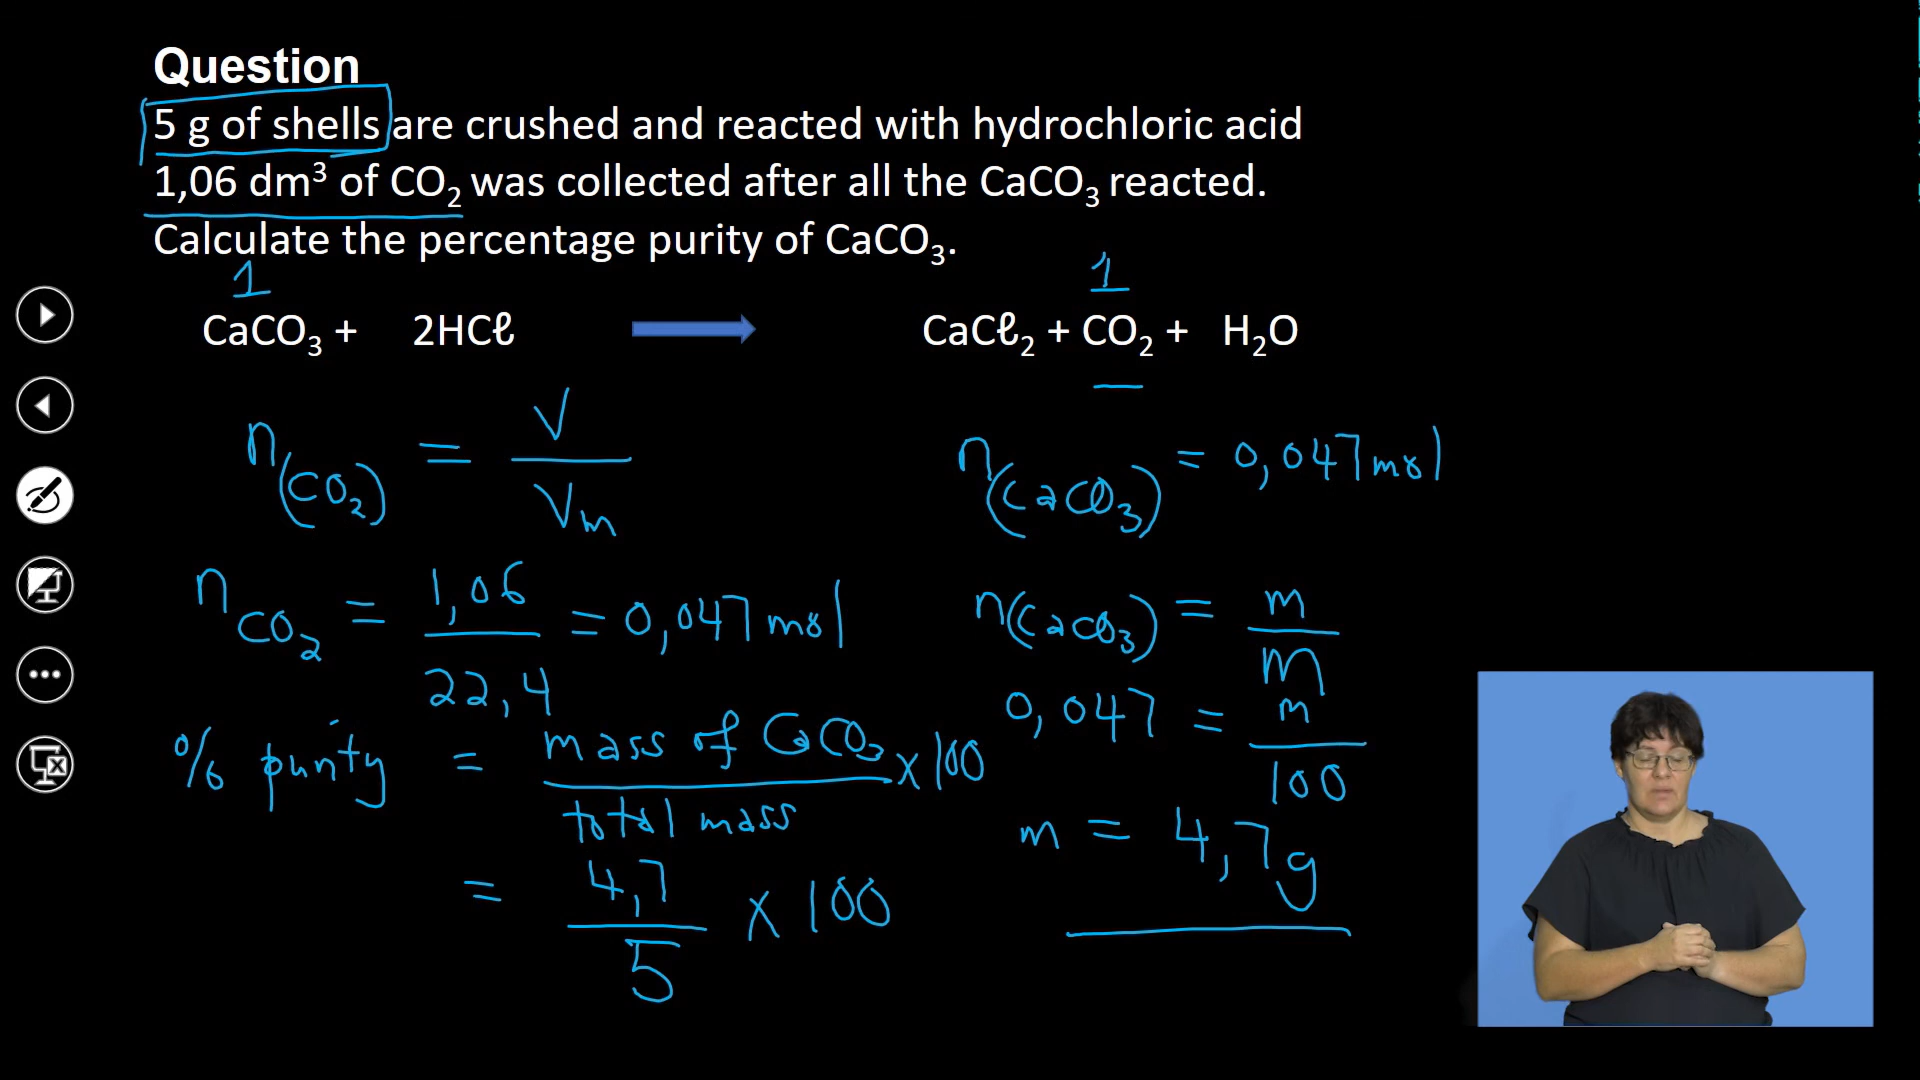 Question
5 g of shells are crushed and reacted with hydrochloric acid
1,06 dm³ of CO₂ was collected after all the CaCO₃ reacted.
Calculate the percentage purity of CaCO₃.
1 1
CaCO₃ + 2HCℓ CaCℓ₂ + CO₂ + H₂O
n(CO₂) = V / Vm
n CO₂ = 1,06 / 22,4 = 0,047 mol
% purity = mass of CaCO₃ / total mass × 100
= 4,7 / 5 × 100
n(CaCO₃) = 0,047 mol
n(CaCO₃) = m / M
0,047 = m / 100
m = 4,7g